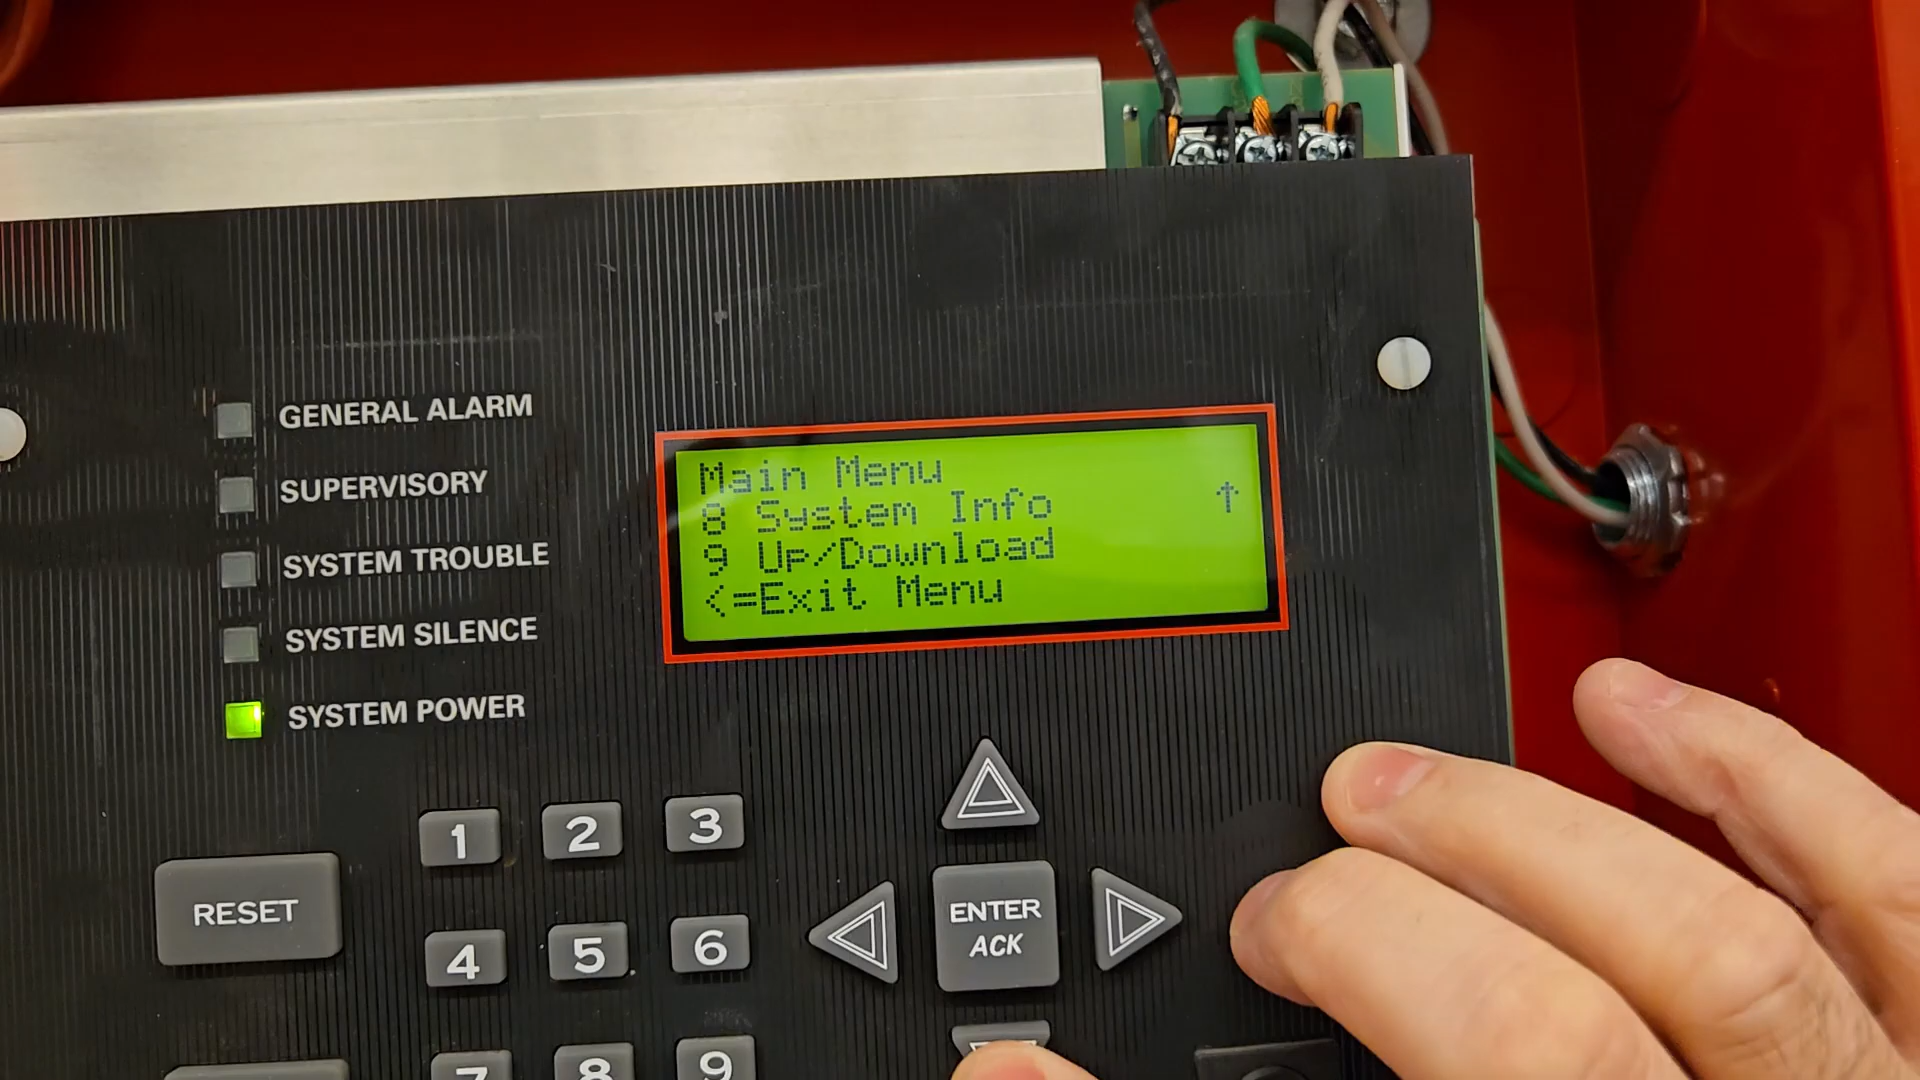 GENERAL ALARM
SUPERVISORY
SYSTEM TROUBLE
SYSTEM SILENCE
SYSTEM POWER
Main Menu
8 System Info ↑
9 Up/Download
<=Exit Menu
RESET
1 2 3
4 5 6
7 8 9
ENTER
ACK